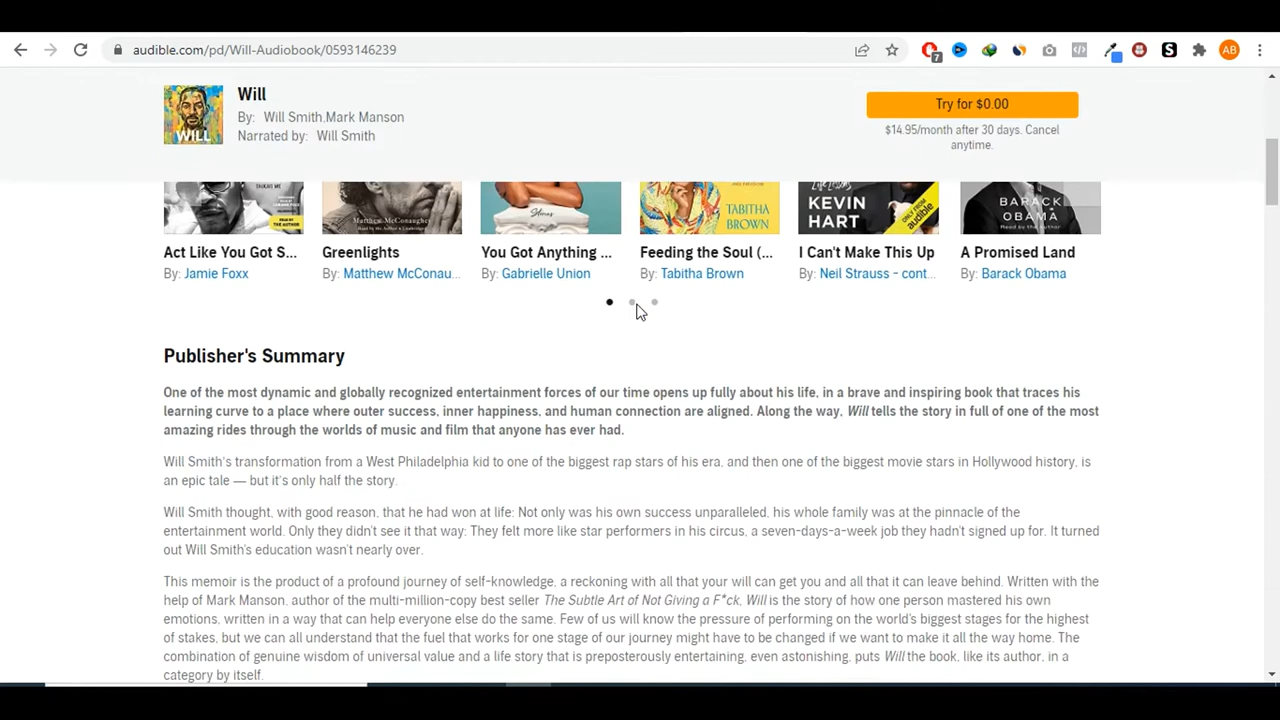 audible.com/pd/Will-Audiobook/0593146239
7
AB
WILL
Will
By: Will Smith,Mark Manson
Narrated by: Will Smith
Try for $0.00
$14.95/month after 30 days. Cancel
anytime.
TAUGHT ME
Matthew McConaughey
TABITHA
BROWN
Life Lessons
KEVIN
HART
ONLY FROM
audible
BARACK
OBAMA
Read by the author
Act Like You Got S...
Greenlights
You Got Anything ...
Feeding the Soul (...
I Can't Make This Up
A Promised Land
By: Jamie Foxx
By: Matthew McConau...
By: Gabrielle Union
By: Tabitha Brown
By: Neil Strauss - cont...
By: Barack Obama
Publisher's Summary
One of the most dynamic and globally recognized entertainment forces of our time opens up fully about his life, in a brave and inspiring book that traces his
learning curve to a place where outer success, inner happiness, and human connection are aligned. Along the way, Will tells the story in full of one of the most
amazing rides through the worlds of music and film that anyone has ever had.
Will Smith's transformation from a West Philadelphia kid to one of the biggest rap stars of his era, and then one of the biggest movie stars in Hollywood history, is
an epic tale — but it's only half the story.
Will Smith thought, with good reason, that he had won at life: Not only was his own success unparalleled, his whole family was at the pinnacle of the
entertainment world. Only they didn't see it that way: They felt more like star performers in his circus, a seven-days-a-week job they hadn't signed up for. It turned
out Will Smith's education wasn't nearly over.
This memoir is the product of a profound journey of self-knowledge, a reckoning with all that your will can get you and all that it can leave behind. Written with the
help of Mark Manson, author of the multi-million-copy best seller The Subtle Art of Not Giving a F*ck, Will is the story of how one person mastered his own
emotions, written in a way that can help everyone else do the same. Few of us will know the pressure of performing on the world's biggest stages for the highest
of stakes, but we can all understand that the fuel that works for one stage of our journey might have to be changed if we want to make it all the way home. The
combination of genuine wisdom of universal value and a life story that is preposterously entertaining, even astonishing, puts Will the book, like its author, in a
category by itself.